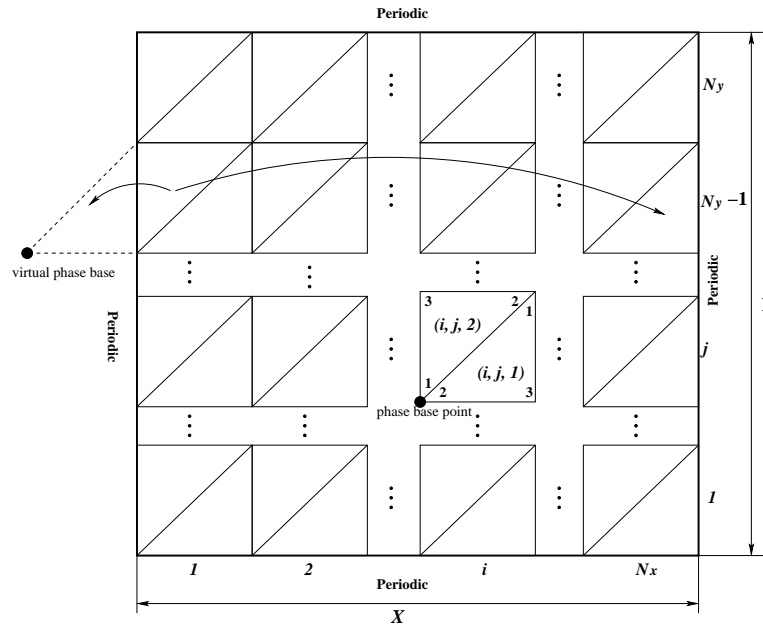 Periodic
Ny
Ny −1
virtual phase base
Periodic
Periodic
3 2
1
(i, j, 2)
(i, j, 1)
1
2 3
j
phase base point
1
1 2 i Nx
Periodic
X